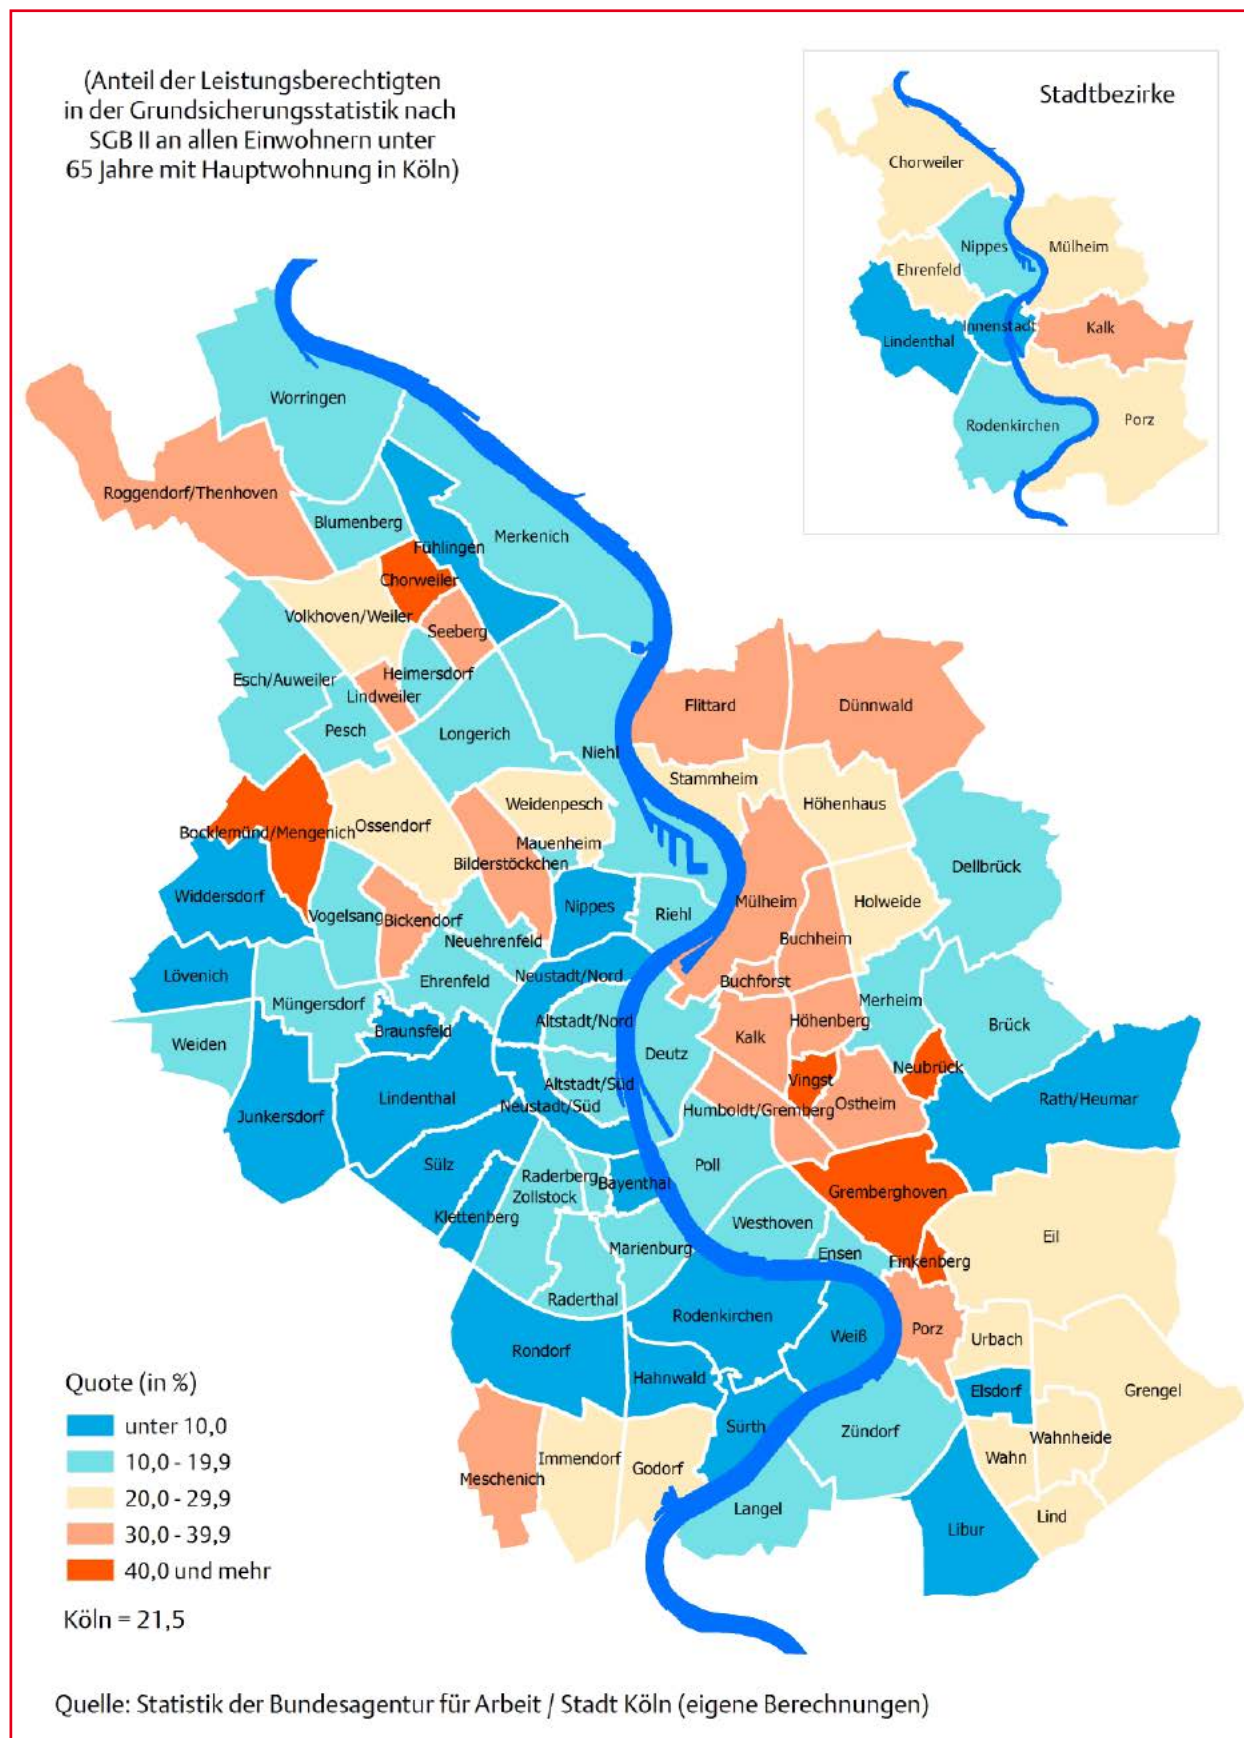 (Anteil der Leistungsberechtigten
in der Grundsicherungsstatistik nach
SGB II an allen Einwohnern unter
65 Jahre mit Hauptwohnung in Köln)
Stadtbezirke
Chorweiler
Nippes
Mülheim
Ehrenfeld
Innenstadt
Kalk
Lindenthal
Rodenkirchen
Porz
Worringen
Roggendorf/Thenhoven
Blumenberg
Merkenich
Fühlingen
Chorweiler
Volkhoven/Weiler
Seeberg
Heimersdorf
Esch/Auweiler
Lindweiler
Pesch
Longerich
Niehl
Flittard
Dünnwald
Stammheim
Höhenhaus
Weidenpesch
Ossendorf
Bocklemünd/Mengenich
Mauenheim
Bilderstöckchen
Dellbrück
Widdersdorf
Nippes
Riehl
Mülheim
Holweide
Vogelsang
Bickendorf
Neuehrenfeld
Buchheim
Lövenich
Ehrenfeld
Neustadt/Nord
Buchforst
Müngersdorf
Merheim
Altstadt/Nord
Höhenberg
Brück
Braunsfeld
Kalk
Weiden
Deutz
Neubrück
Vingst
Altstadt/Süd
Lindenthal
Neustadt/Süd
Humboldt/Gremberg
Ostheim
Rath/Heumar
Junkersdorf
Sülz
Poll
Raderberg
Bayenthal
Zollstock
Gremberghoven
Klettenberg
Westhoven
Eil
Marienburg
Ensen
Finkenberg
Raderthal
Rodenkirchen
Weiß
Porz
Urbach
Rondorf
Hahnwald
Elsdorf
Grengel
Sürth
Zündorf
Wahnheide
Immendorf
Wahn
Meschenich
Godorf
Langel
Lind
Libur
Quote (in %)
unter 10,0
10,0 - 19,9
20,0 - 29,9
30,0 - 39,9
40,0 und mehr
Köln = 21,5
Quelle: Statistik der Bundesagentur für Arbeit / Stadt Köln (eigene Berechnungen)